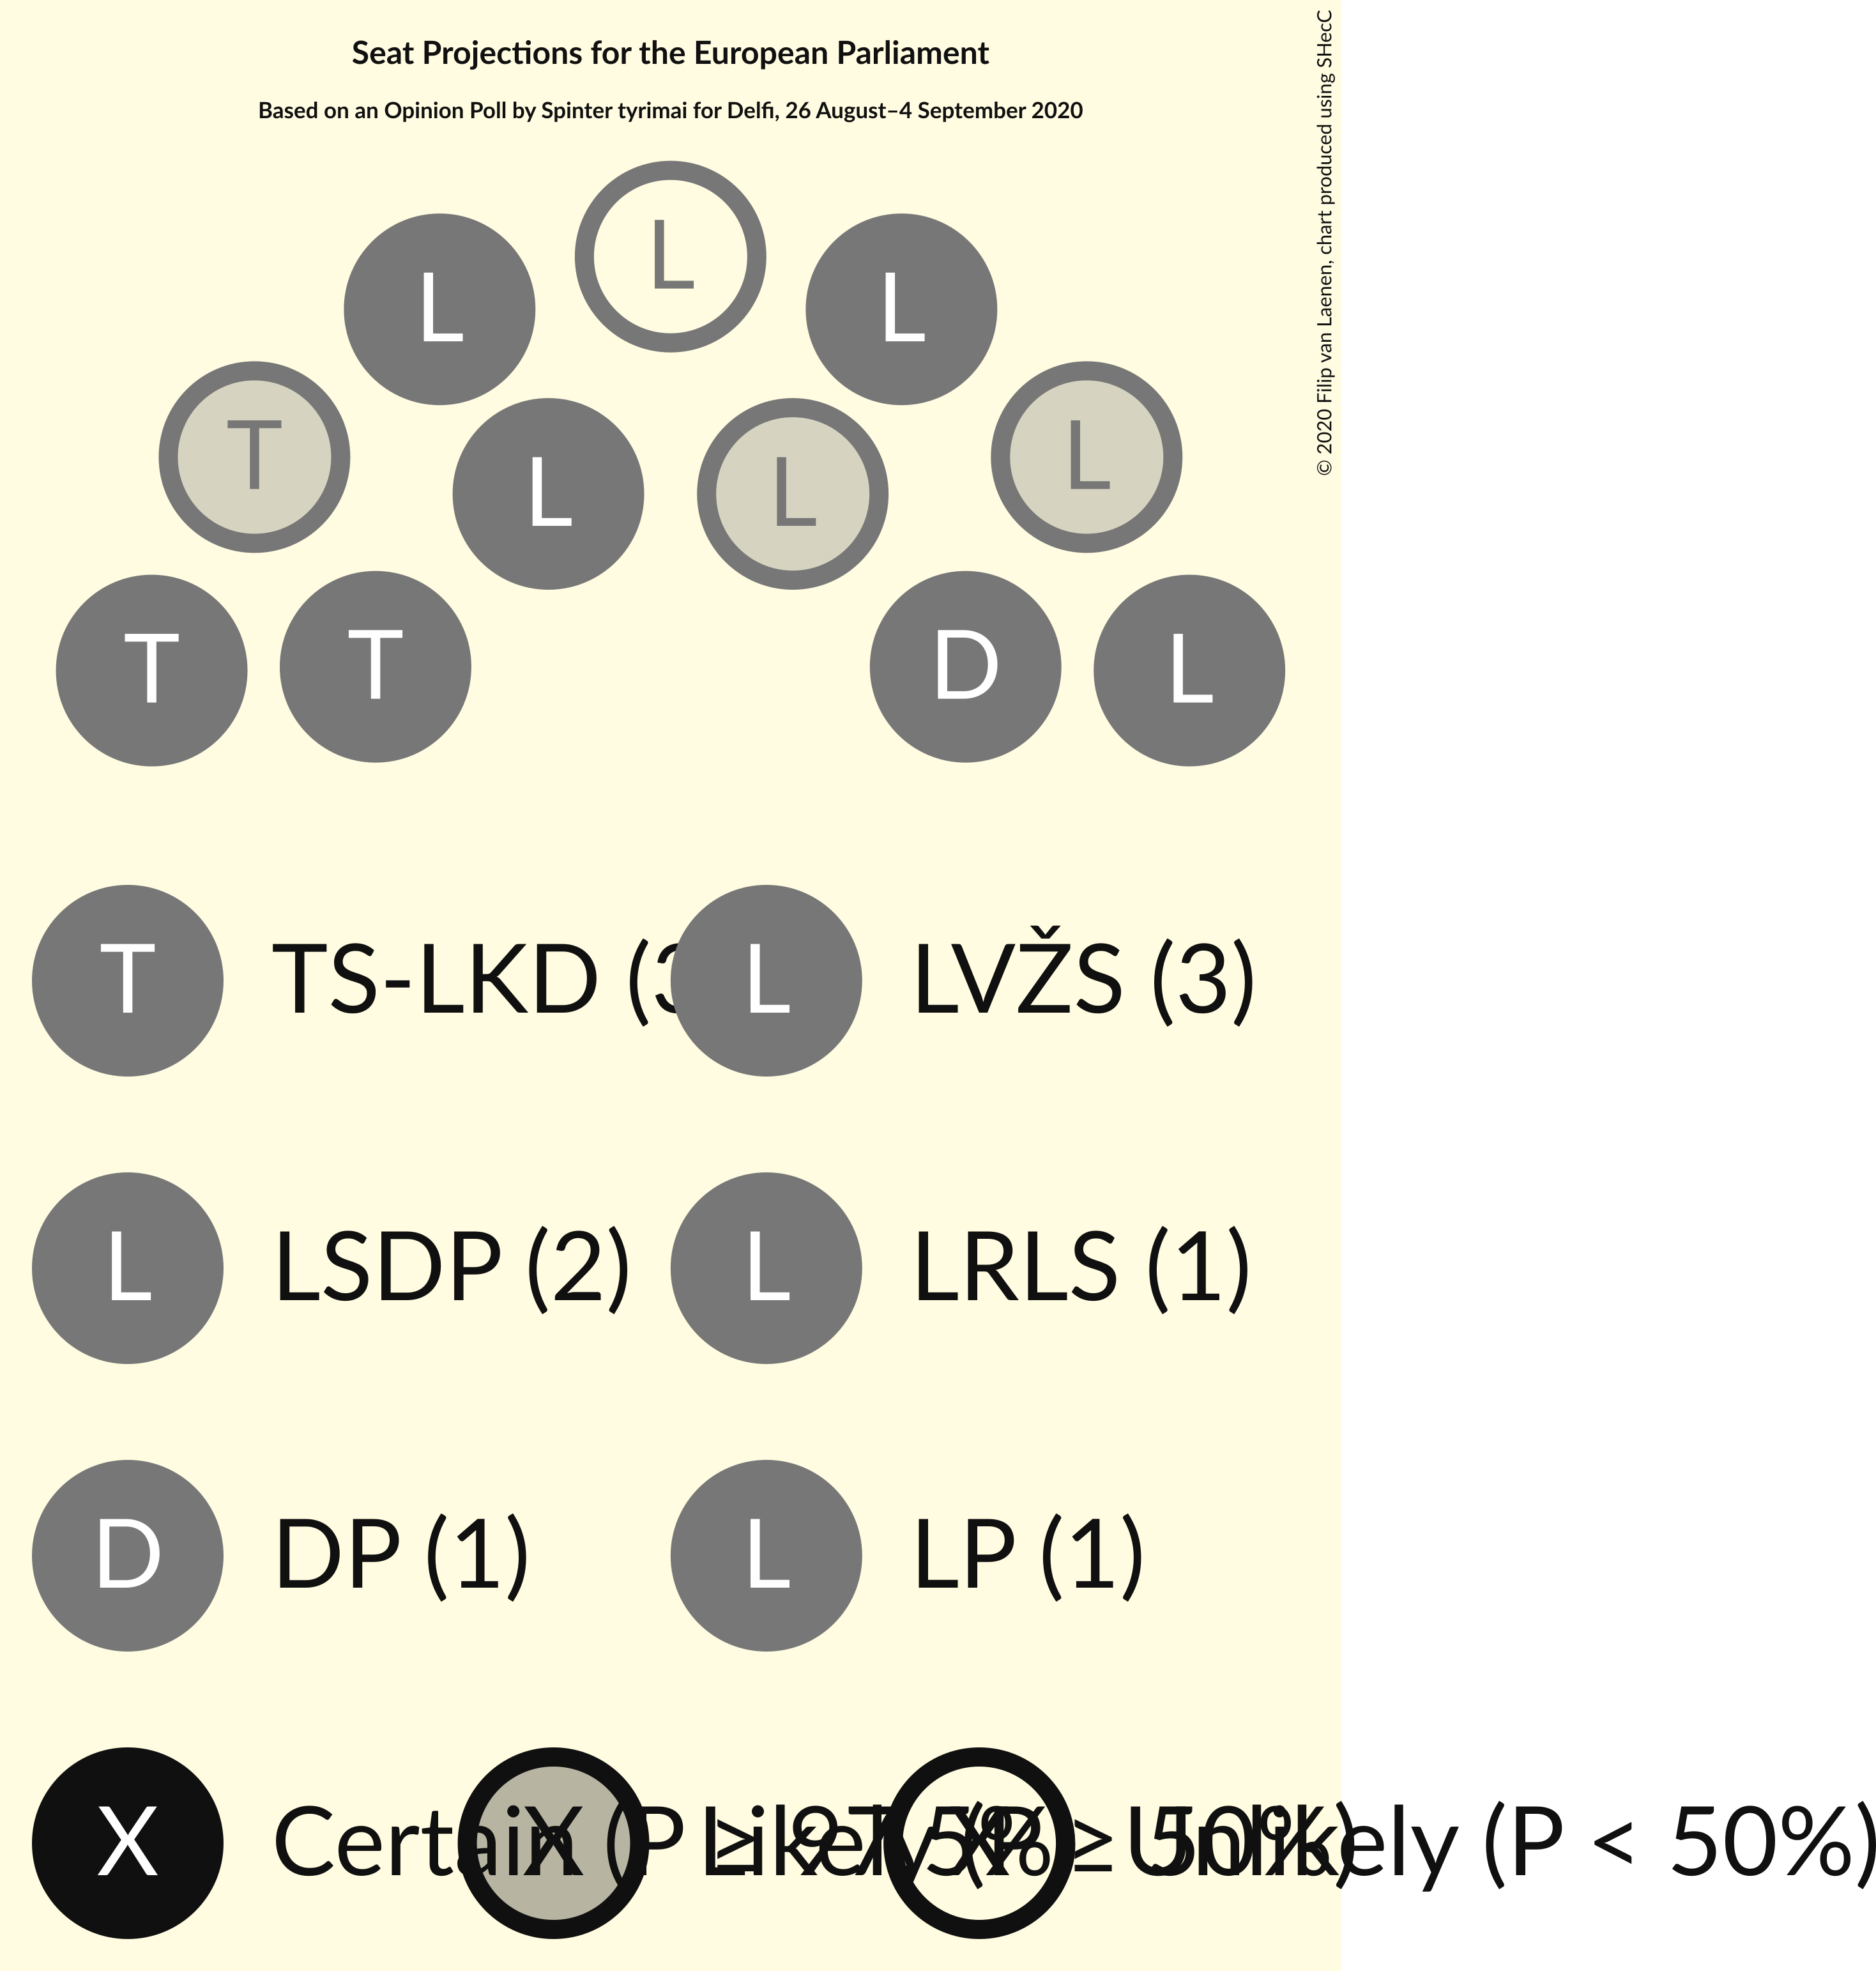 Seat Projections for the European Parliament
Based on an Opinion Poll by Spinter tyrimai for Delfi, 26 August–4 September 2020
© 2020 Filip van Laenen, chart produced using SHecC
L
L
L
T
L
L
L
T
T
D
L
T TS-LKD (3
L LVŽS (3)
L LSDP (2)
L LRLS (1)
D DP (1)
L LP (1)
X Certain (P ≥
X Likely (P ≥ 50%)
X Unlikely (P < 50%)